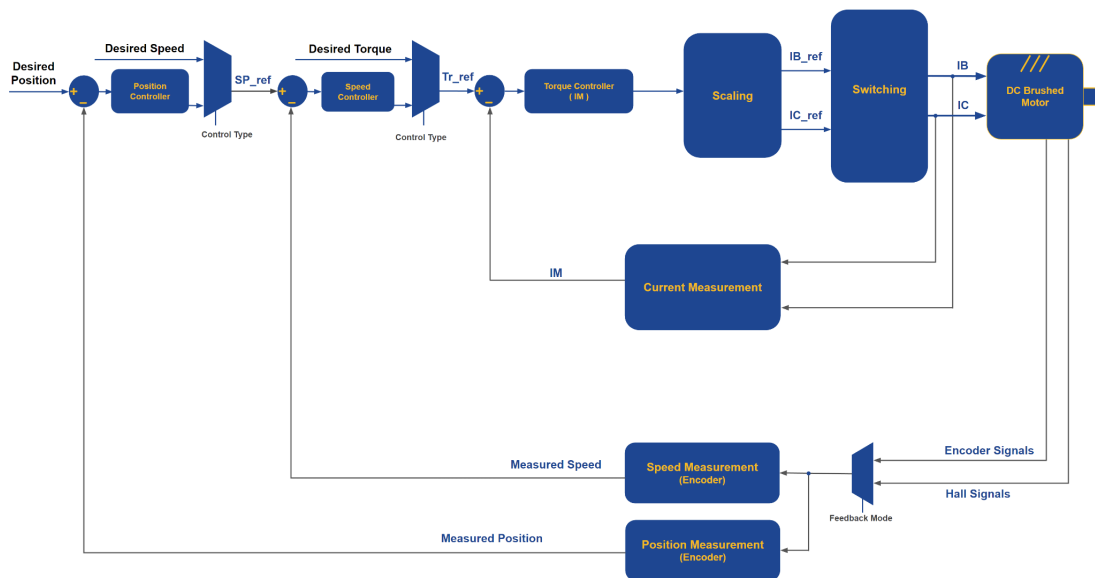 Desired Speed
Desired
Position
+
−
Position
Controller
SP_ref
Control Type
Desired Torque
+
−
Speed
Controller
Tr_ref
Control Type
+
−
Torque Controller
( IM )
Scaling
IB_ref
IC_ref
Switching
IB
IC
DC Brushed
Motor
IM
Current Measurement
Encoder Signals
Hall Signals
Feedback Mode
Measured Speed
Speed Measurement
(Encoder)
Measured Position
Position Measurement
(Encoder)